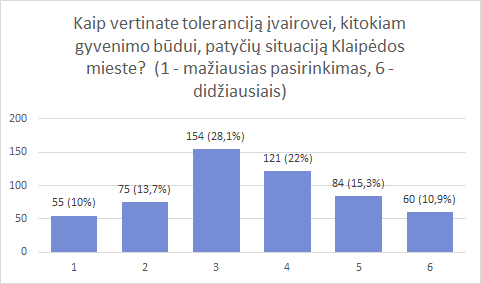 Kaip vertinate toleranciją įvairovei, kitokiam
gyvenimo būdui, patyčių situaciją Klaipėdos
mieste?  (1 - mažiausias pasirinkimas, 6 -
didžiausiais)
200
150
100
50
0
55 (10%)
75 (13,7%)
154 (28,1%)
121 (22%)
84 (15,3%)
60 (10,9%)
1 2 3 4 5 6